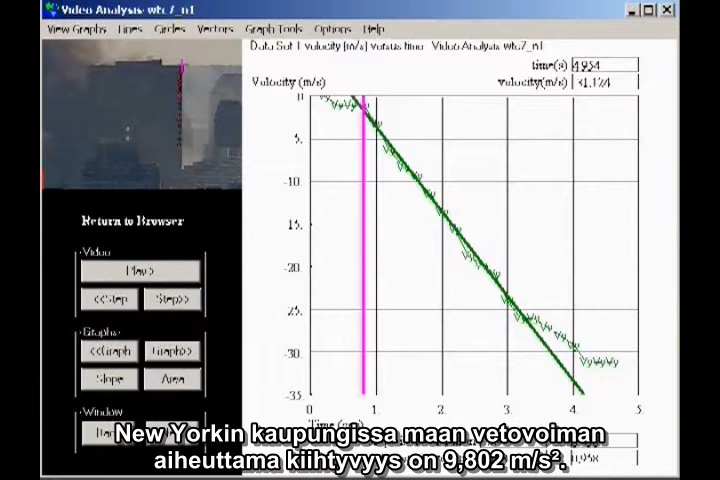 Video Analysis wtc7_n1
View Graphs Lines Circles Vectors Graph Tools Options Help
Data Set 1 velocity [m/s] versus time Video Analysis wtc7_n1
time(s)
Velocity (m/s)
velocity(m/s)
0
5.
-10.
15.
-20.
25.
-30.
-35.
0. 1. 2. 3. 4. 5.
Return to Browser
Video
Play>
<<Step Step>>
Graphs
<<Graph Graph>>
Slope Area
Window
New Yorkin kaupungissa maan vetovoiman
aiheuttama kiihtyvyys on 9,802 m/s².